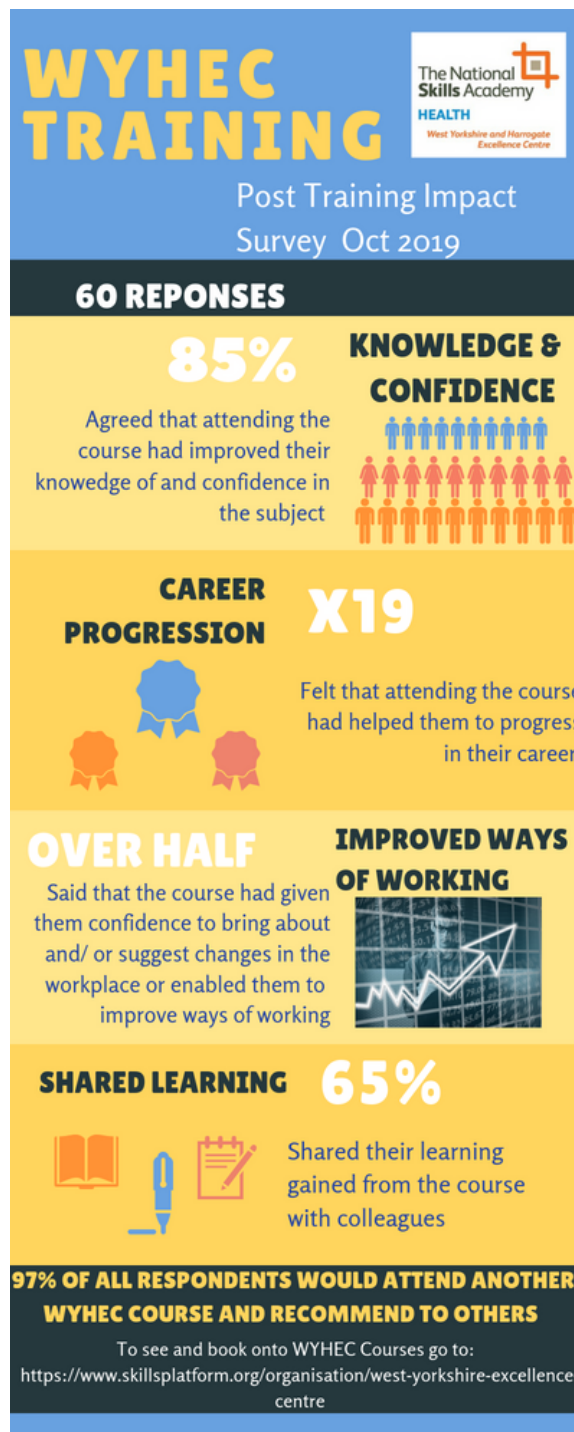 WYHEC
TRAINING
The National
Skills Academy
HEALTH
West Yorkshire and Harrogate
Excellence Centre
Post Training Impact
Survey Oct 2019
60 REPONSES
85%
KNOWLEDGE &
CONFIDENCE
Agreed that attending the
course had improved their
knowedge of and confidence in
the subject
CAREER
PROGRESSION
X19
Felt that attending the course
had helped them to progress
in their career
OVER HALF
IMPROVED WAYS
OF WORKING
Said that the course had given
them confidence to bring about
and/ or suggest changes in the
workplace or enabled them to
improve ways of working
SHARED LEARNING
65%
Shared their learning
gained from the course
with colleagues
97% OF ALL RESPONDENTS WOULD ATTEND ANOTHER
WYHEC COURSE AND RECOMMEND TO OTHERS
To see and book onto WYHEC Courses go to:
https://www.skillsplatform.org/organisation/west-yorkshire-excellence
centre